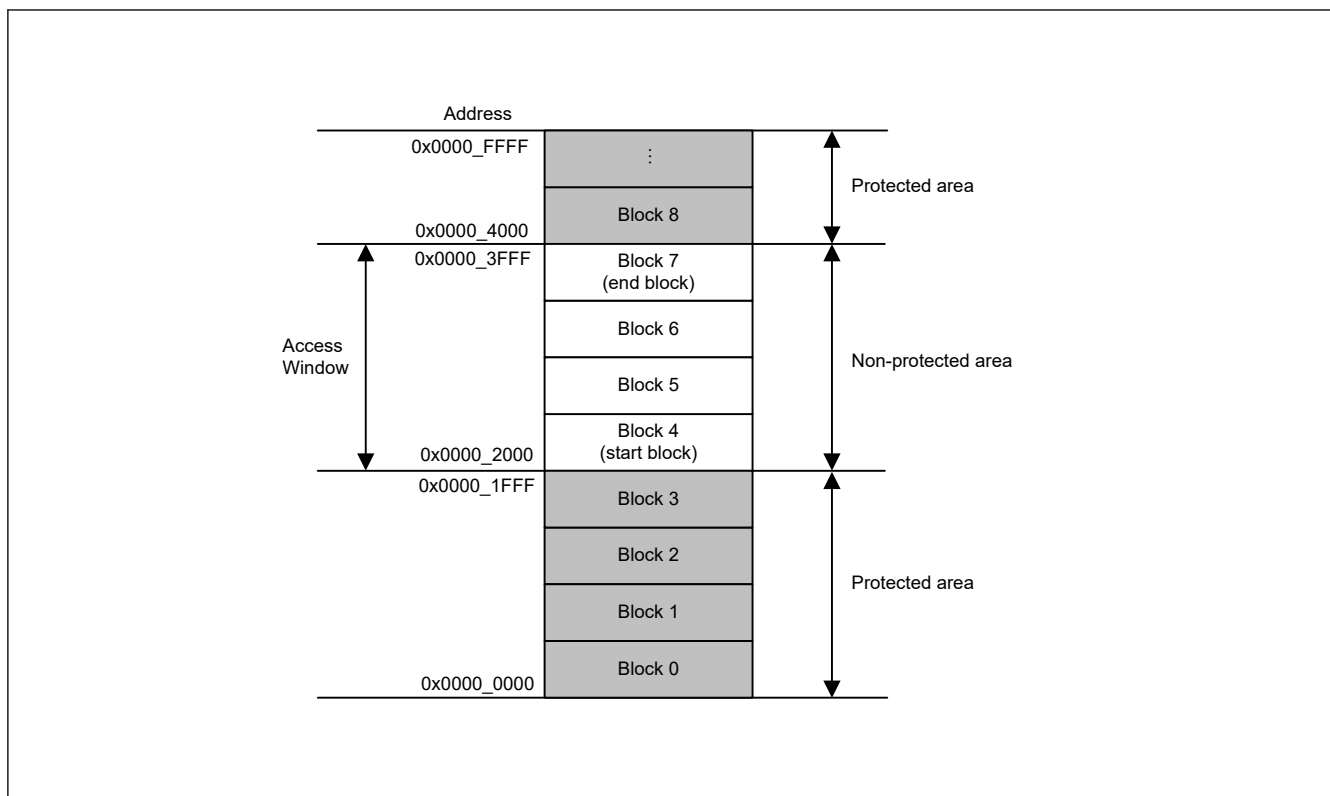 Address
0x0000_FFFF
⋮
Protected area
Block 8
0x0000_4000
0x0000_3FFF
Block 7
(end block)
Block 6
Access
Window
Non-protected area
Block 5
Block 4
(start block)
0x0000_2000
0x0000_1FFF
Block 3
Block 2
Protected area
Block 1
Block 0
0x0000_0000